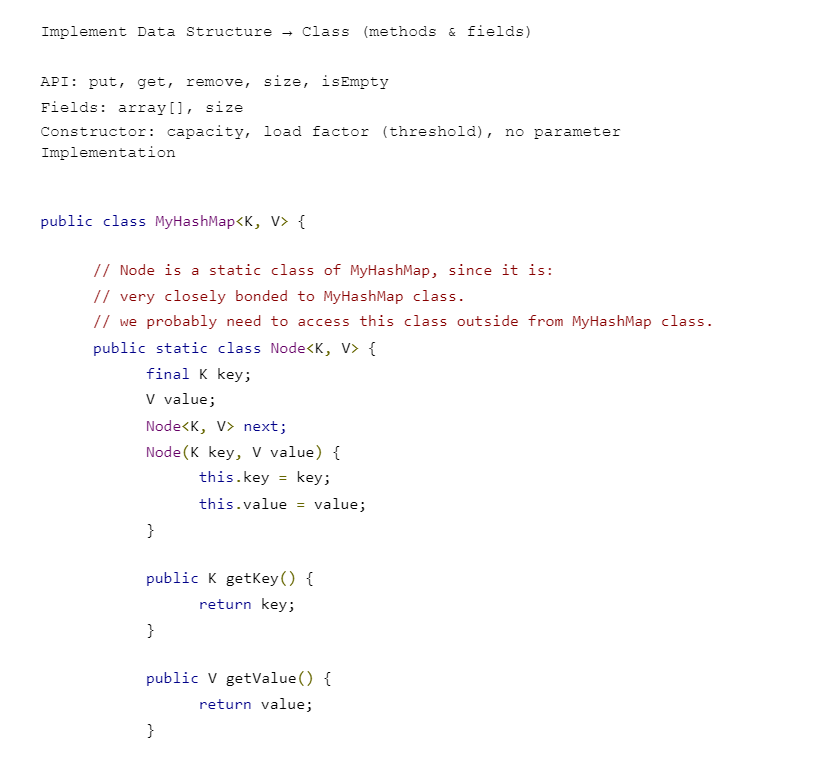 Implement Data Structure → Class (methods & fields)
API: put, get, remove, size, isEmpty
Fields: array[], size
Constructor: capacity, load factor (threshold), no parameter
Implementation
public class MyHashMap<K, V> {
// Node is a static class of MyHashMap, since it is:
// very closely bonded to MyHashMap class.
// we probably need to access this class outside from MyHashMap class.
public static class Node<K, V> {
final K key;
V value;
Node<K, V> next;
Node(K key, V value) {
this.key = key;
this.value = value;
}
public K getKey() {
return key;
}
public V getValue() {
return value;
}